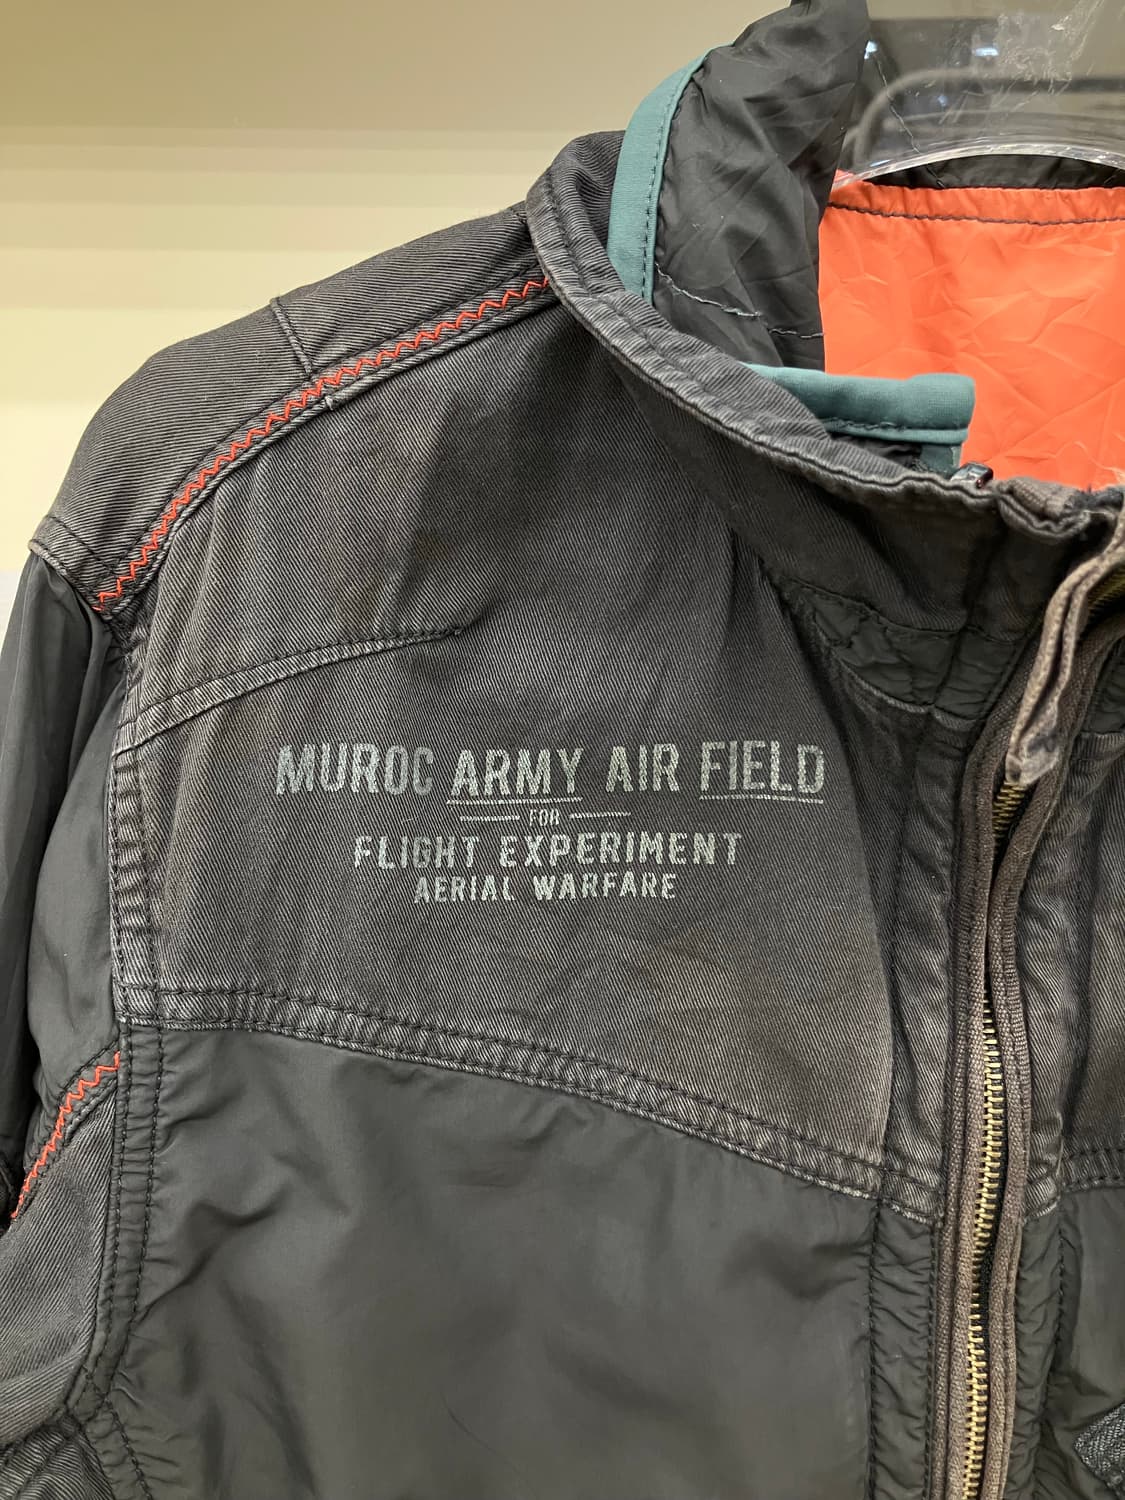 MUROC ARMY AIR FIELD
FOR
FLIGHT EXPERIMENT
AERIAL WARFARE